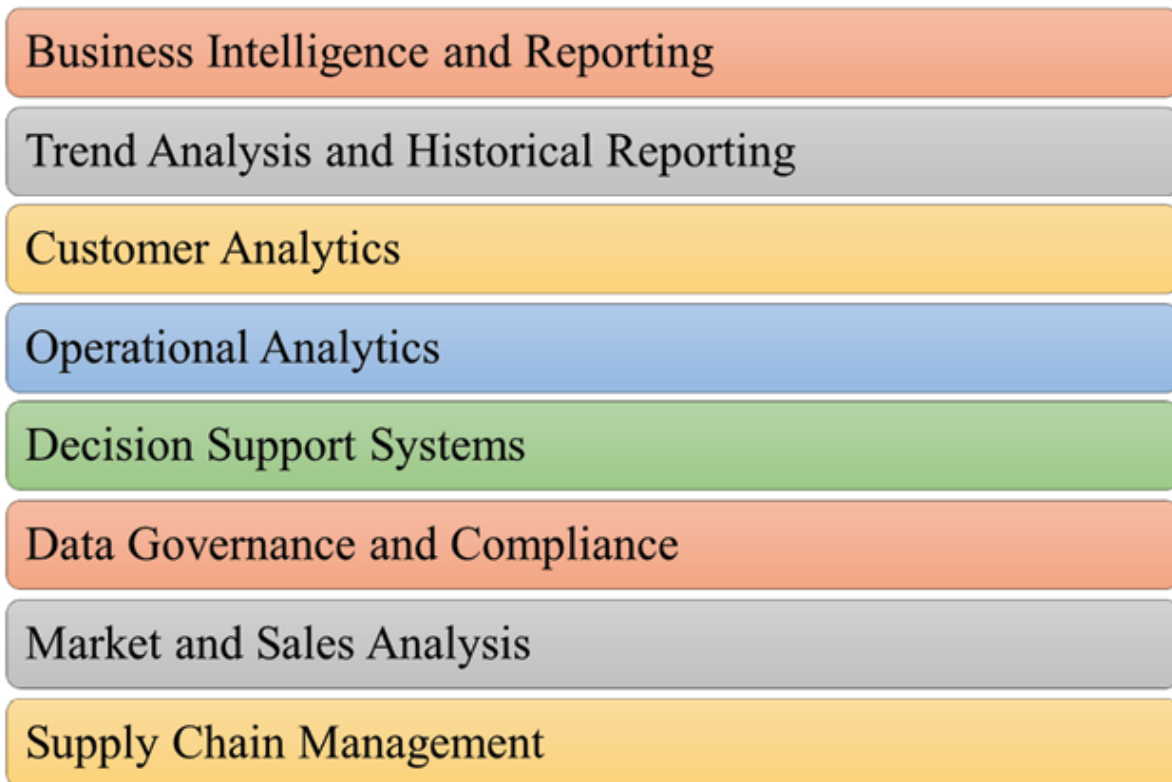 Business Intelligence and Reporting
Trend Analysis and Historical Reporting
Customer Analytics
Operational Analytics
Decision Support Systems
Data Governance and Compliance
Market and Sales Analysis
Supply Chain Management